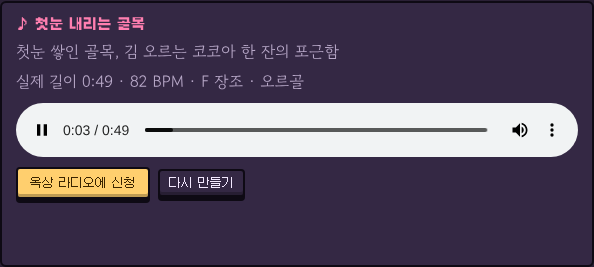 ♪ 첫눈 내리는 골목
첫눈 쌓인 골목, 김 오르는 코코아 한 잔의 포근함
실제 길이 0:49 · 82 BPM · F 장조 · 오르골
0:03 / 0:49
옥상 라디오에 신청 다시 만들기